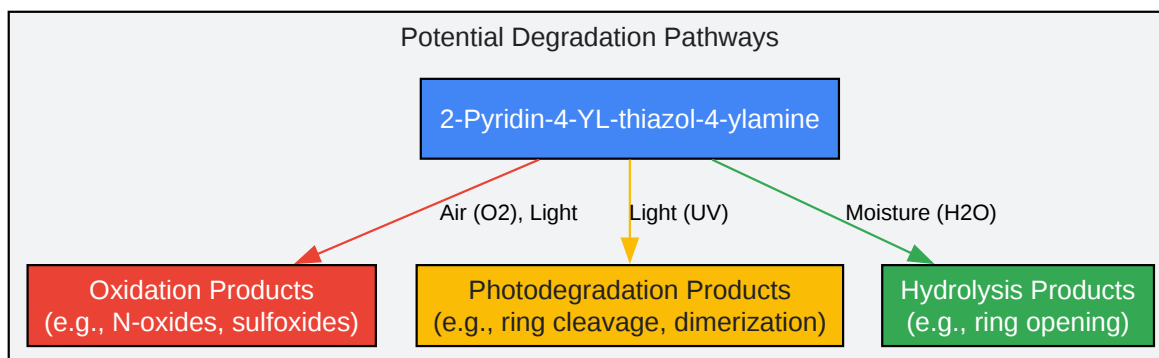 Potential Degradation Pathways
2-Pyridin-4-YL-thiazol-4-ylamine
Air (O2), Light
Light (UV)
Moisture (H2O)
Oxidation Products
(e.g., N-oxides, sulfoxides)
Photodegradation Products
(e.g., ring cleavage, dimerization)
Hydrolysis Products
(e.g., ring opening)